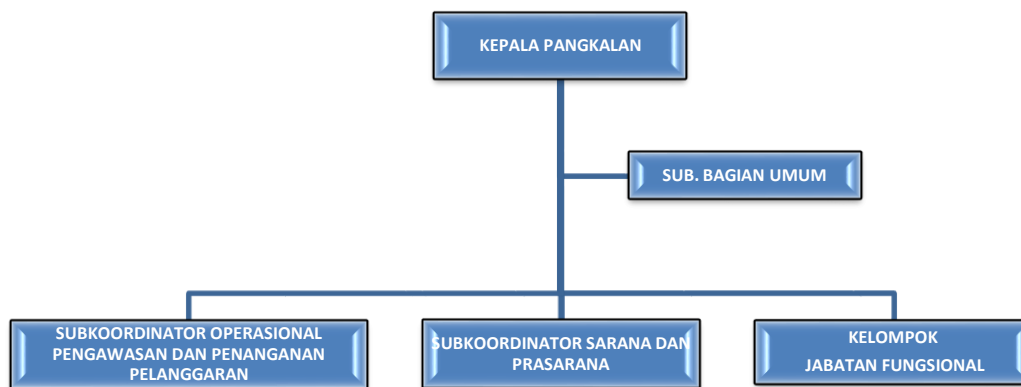 KEPALA PANGKALAN
SUB. BAGIAN UMUM
SUBKOORDINATOR OPERASIONAL
PENGAWASAN DAN PENANGANAN
PELANGGARAN
SUBKOORDINATOR SARANA DAN
PRASARANA
KELOMPOK
JABATAN FUNGSIONAL